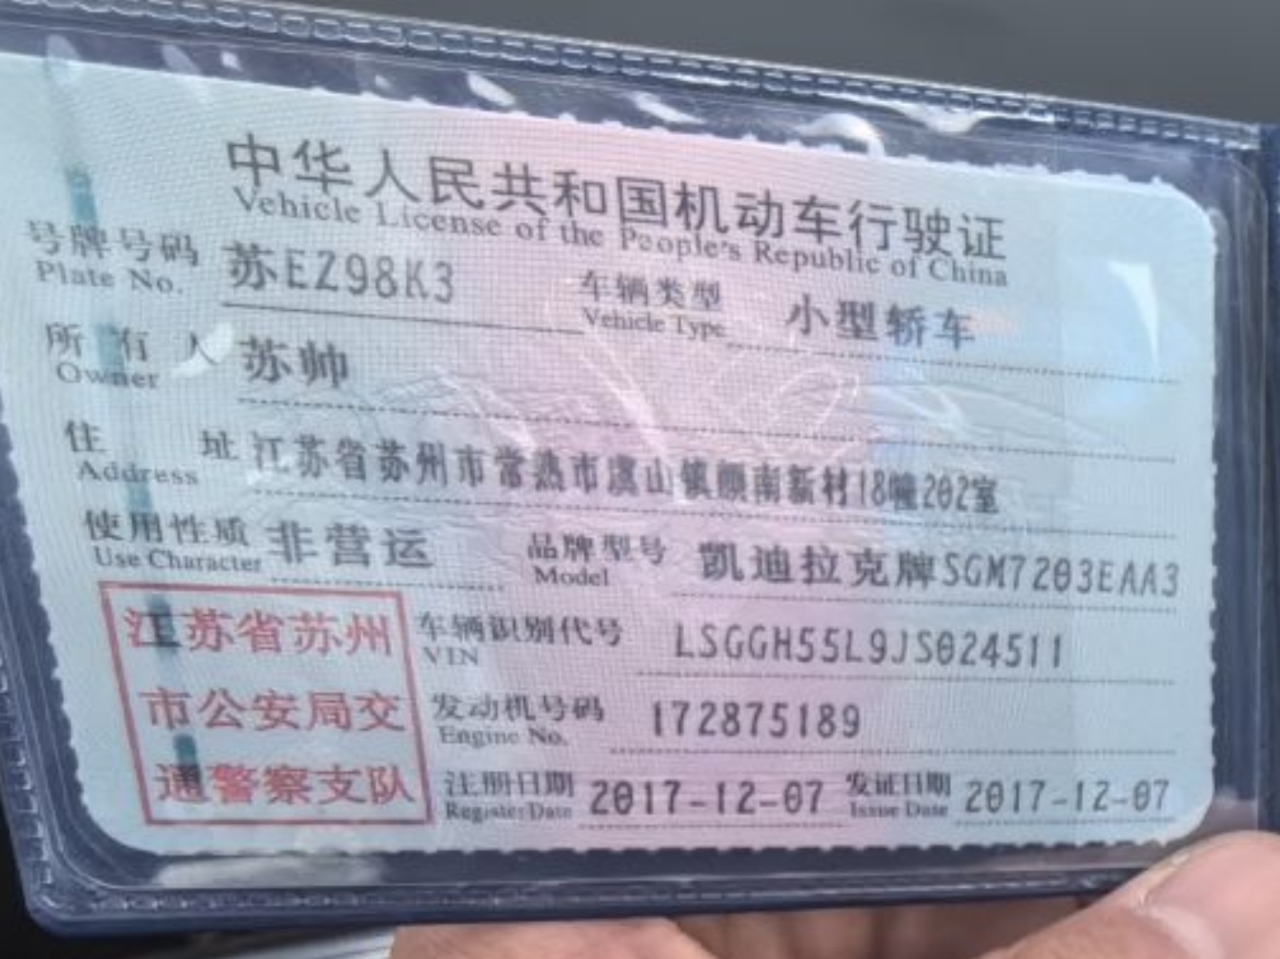 中华人民共和国机动车行驶证
Vehicle License of the People's Republic of China
号牌号码 苏EZ98K3 车辆类型 小型轿车
Plate No. Vehicle Type
所有人 苏帅
Owner
住址 江苏省苏州市常熟市虞山镇顺南新村18幢202室
Address
使用性质 非营运 品牌型号 凯迪拉克牌SGM7203EAA3
Use Character Model
江苏省苏州
市公安局交
通警察支队
车辆识别代号 LSGGH55L9JS024511
VIN
发动机号码 172875189
Engine No.
注册日期 2017-12-07 发证日期 2017-12-07
Register Date Issue Date